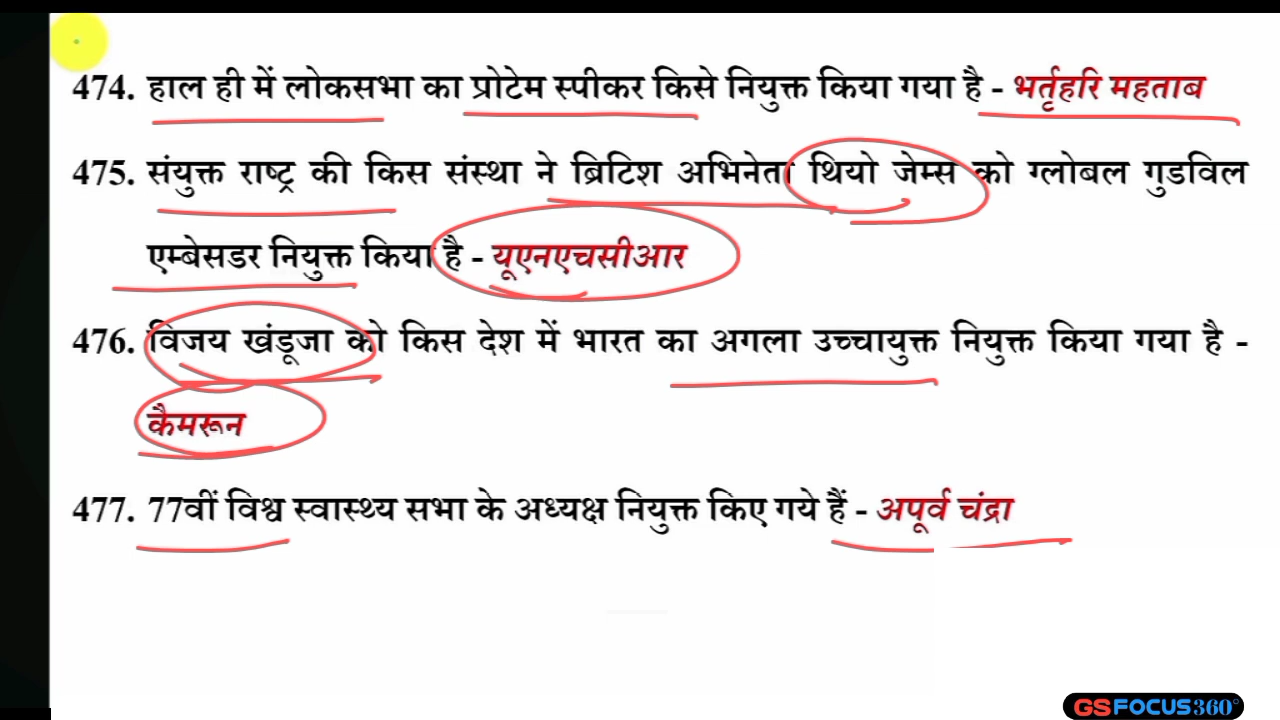 474. हाल ही में लोकसभा का प्रोटेम स्पीकर किसे नियुक्त किया गया है - भर्तृहरि महताब
475. संयुक्त राष्ट्र की किस संस्था ने ब्रिटिश अभिनेता थियो जेम्स को ग्लोबल गुडविल
एम्बेसडर नियुक्त किया है - यूएनएचसीआर
476. विजय खंडूजा को किस देश में भारत का अगला उच्चायुक्त नियुक्त किया गया है -
कैमरून
477. 77वीं विश्व स्वास्थ्य सभा के अध्यक्ष नियुक्त किए गये हैं - अपूर्व चंद्रा
GSFOCUS360°